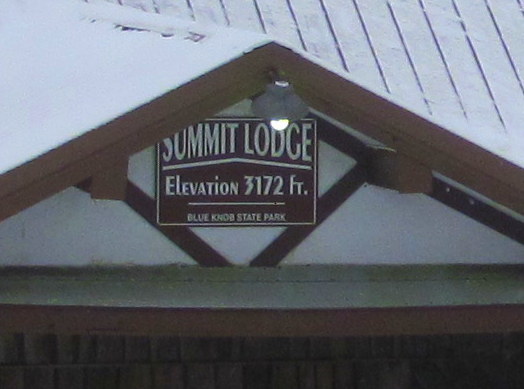 SUMMIT LODGE
ELEVATION 3172 FT.
BLUE KNOB STATE PARK